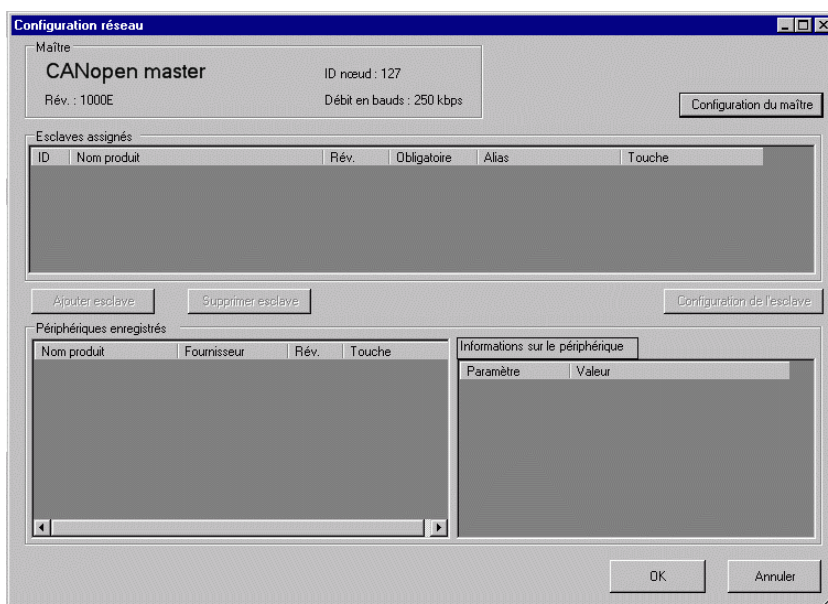 Configuration réseau
Maître
CANopen master
ID nœud : 127
Rév. : 1000E
Débit en bauds : 250 kbps
Configuration du maître
Esclaves assignés
ID Nom produit Rév. Obligatoire Alias Touche
Ajouter esclave Supprimer esclave Configuration de l'esclave
Périphériques enregistrés
Nom produit Fournisseur Rév. Touche
Informations sur le périphérique
Paramètre Valeur
OK Annuler